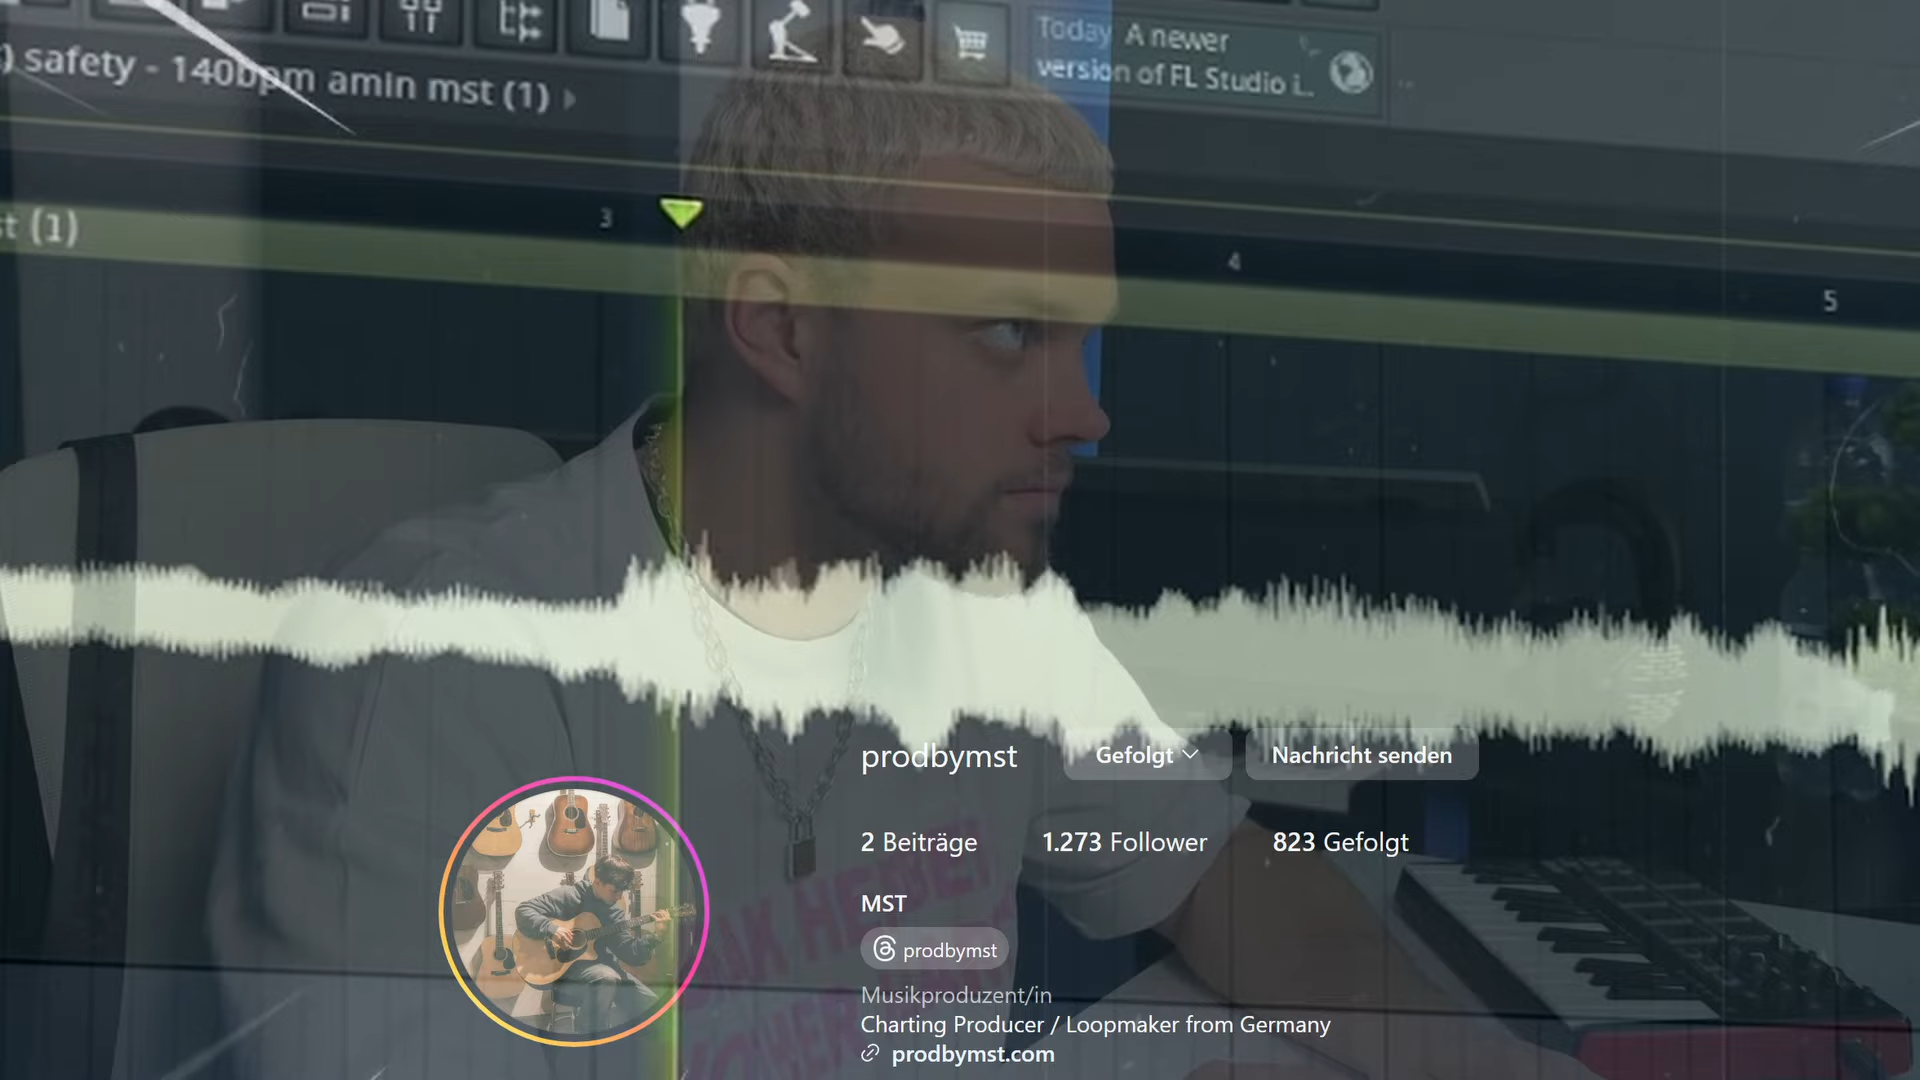 ) safety - 140bpm amin mst (1)
Today A newer
version of FL Studio i..
st (1)
3
4
5
prodbymst
Gefolgt
Nachricht senden
2 Beiträge
1.273 Follower
823 Gefolgt
MST
prodbymst
Musikproduzent/in
Charting Producer / Loopmaker from Germany
prodbymst.com